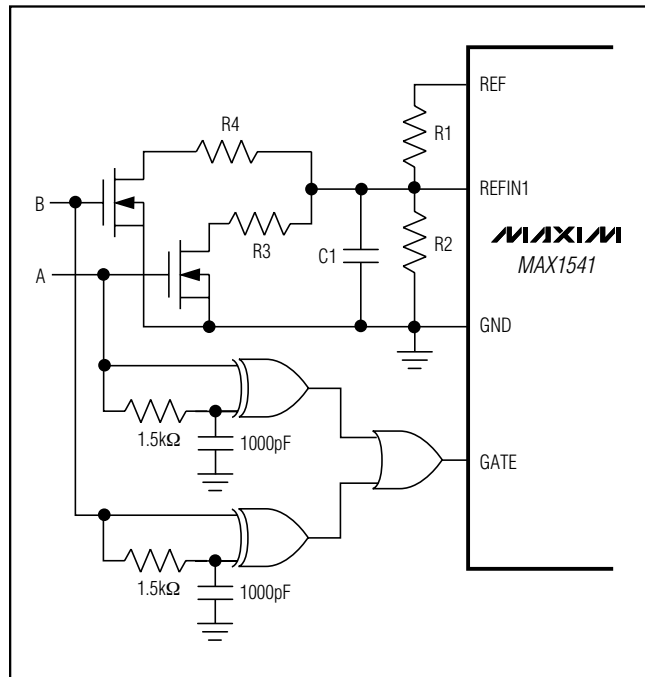 REF
R4
R1
B
REFIN1
R3
C1
R2
MAXIM
MAX1541
A
GND
1.5kΩ
1000pF
GATE
1.5kΩ
1000pF